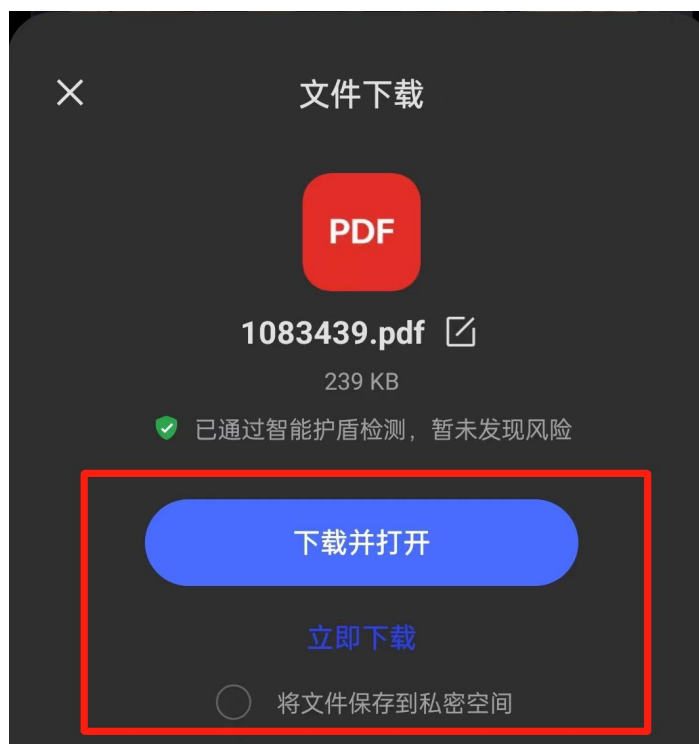 文件下载
PDF
1083439.pdf
239 KB
已通过智能护盾检测，暂未发现风险
下载并打开
立即下载
将文件保存到私密空间